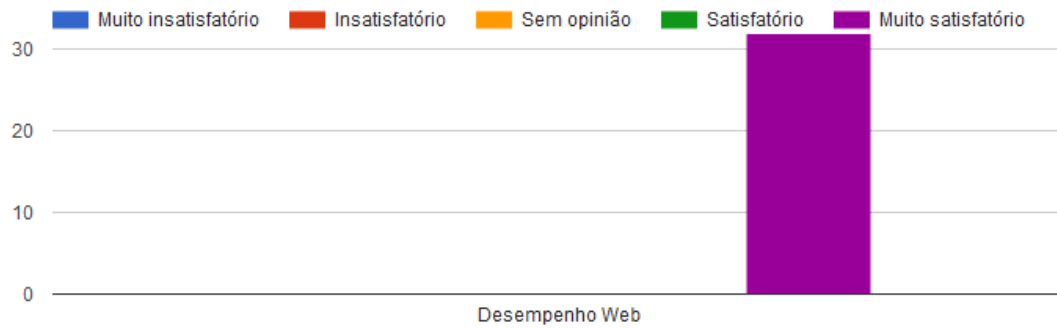 Muito insatisfatório Insatisfatório Sem opinião Satisfatório Muito satisfatório
30
20
10
0
Desempenho Web